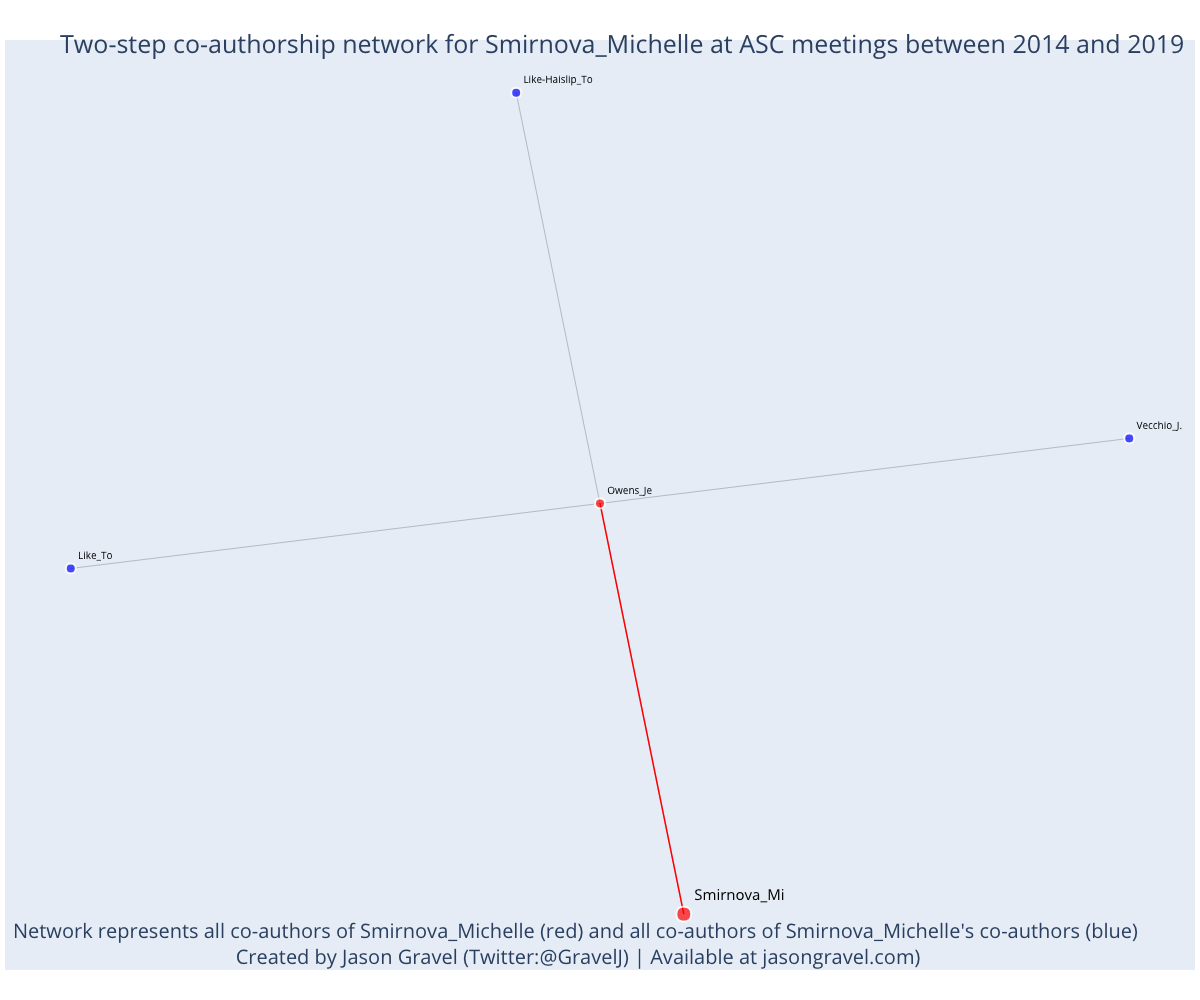 Two-step co-authorship network for Smirnova_Michelle at ASC meetings between 2014 and 2019
Like-Haislip_To
Vecchio_J.
Owens_Je
Like_To
Smirnova_Mi
Network represents all co-authors of Smirnova_Michelle (red) and all co-authors of Smirnova_Michelle's co-authors (blue)
Created by Jason Gravel (Twitter:@GravelJ) | Available at jasongravel.com)